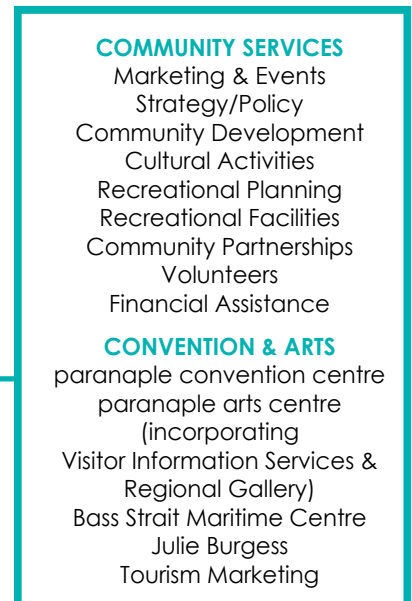 COMMUNITY SERVICES
Marketing & Events
Strategy/Policy
Community Development
Cultural Activities
Recreational Planning
Recreational Facilities
Community Partnerships
Volunteers
Financial Assistance
CONVENTION & ARTS
paranaple convention centre
paranaple arts centre
(incorporating
Visitor Information Services &
Regional Gallery)
Bass Strait Maritime Centre
Julie Burgess
Tourism Marketing